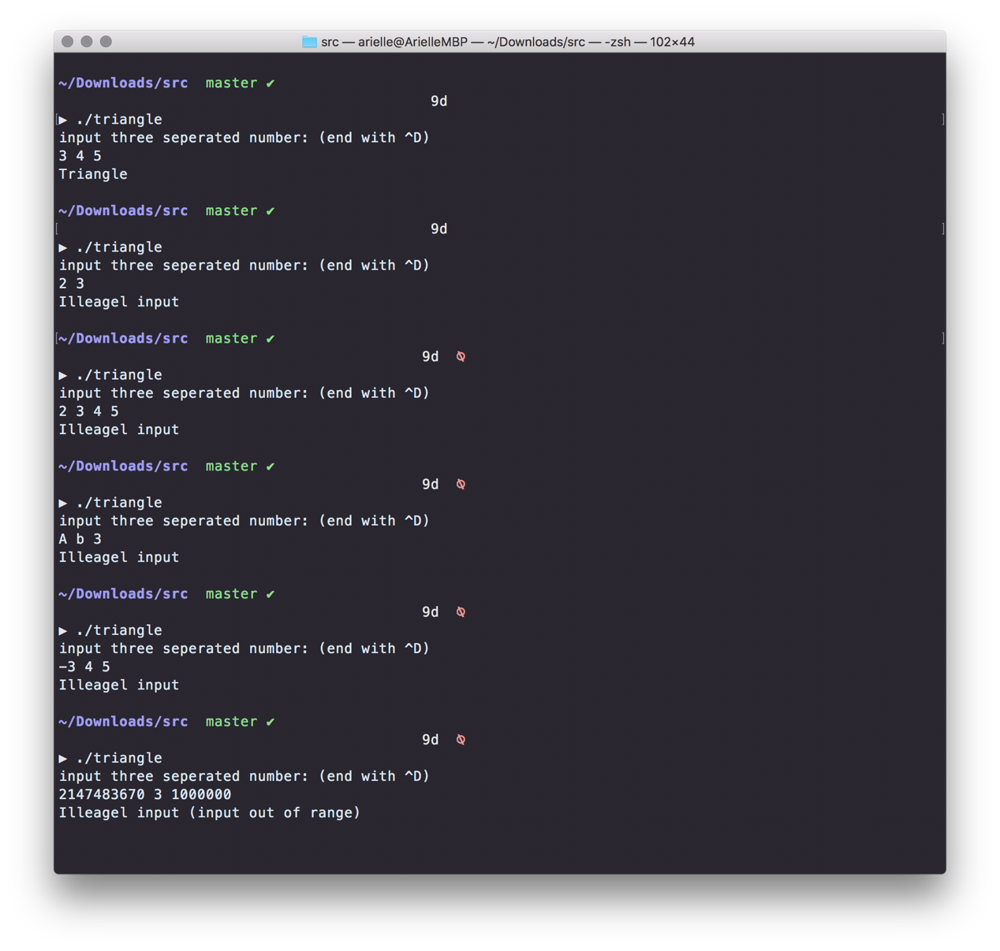 src — arielle@ArielleMBP — ~/Downloads/src — -zsh — 102×44
~/Downloads/src master ✔
9d
[▶ ./triangle ]
input three seperated number: (end with ^D)
3 4 5
Triangle
~/Downloads/src master ✔
[ 9d ]
▶ ./triangle
input three seperated number: (end with ^D)
2 3
Illeagel input
[~/Downloads/src master ✔ ]
9d ⍉
▶ ./triangle
input three seperated number: (end with ^D)
2 3 4 5
Illeagel input
~/Downloads/src master ✔
9d ⍉
▶ ./triangle
input three seperated number: (end with ^D)
A b 3
Illeagel input
~/Downloads/src master ✔
9d ⍉
▶ ./triangle
input three seperated number: (end with ^D)
-3 4 5
Illeagel input
~/Downloads/src master ✔
9d ⍉
▶ ./triangle
input three seperated number: (end with ^D)
2147483670 3 1000000
Illeagel input (input out of range)